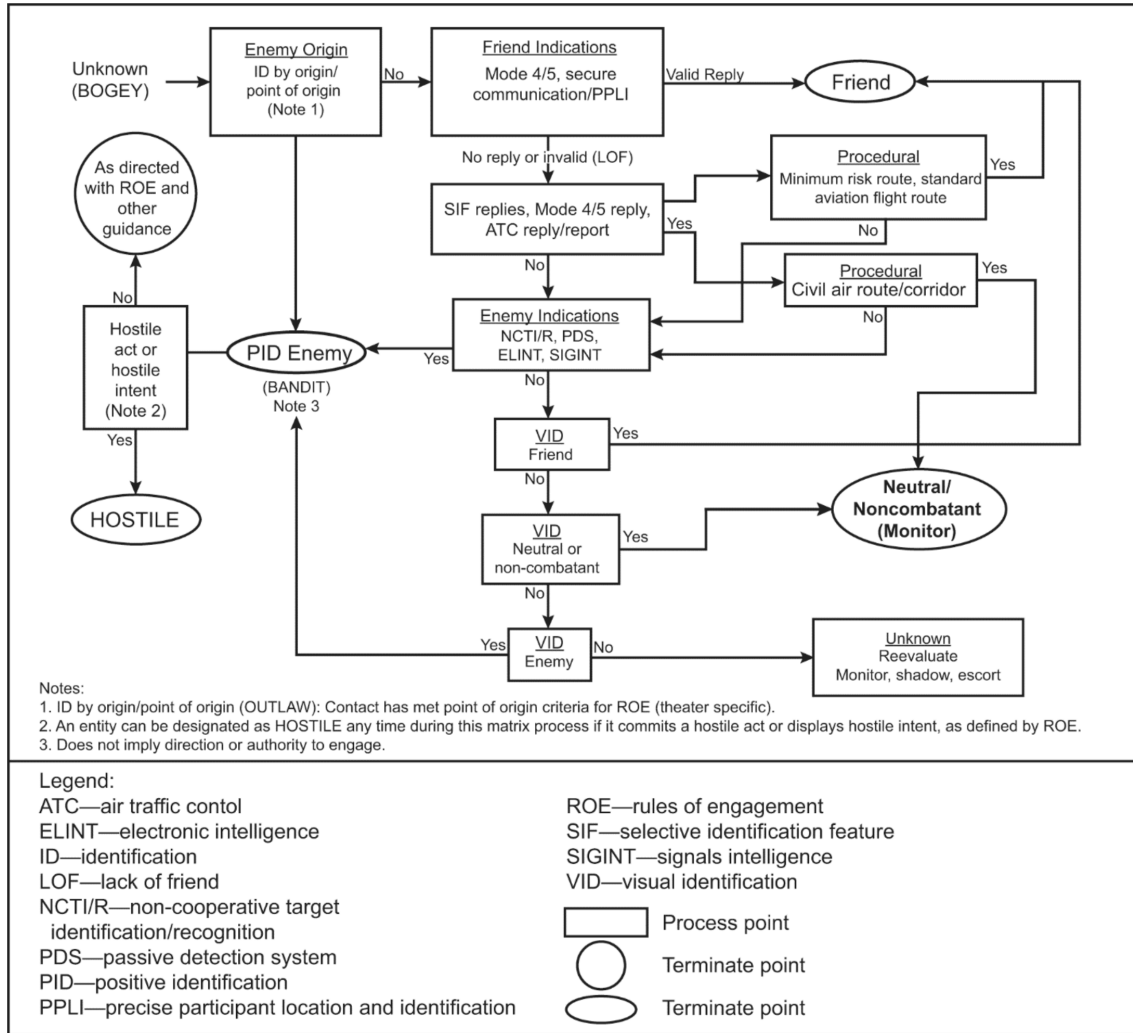 Unknown
(BOGEY)
Enemy Origin
ID by origin/
point of origin
(Note 1)
No
Friend Indications
Mode 4/5, secure
communication/PPLI
Valid Reply
Friend
No reply or invalid (LOF)
As directed
with ROE and
other
guidance
SIF replies, Mode 4/5 reply,
ATC reply/report
Yes
No
Procedural
Minimum risk route, standard
aviation flight route
Yes
No
Procedural
Civil air route/corridor
Yes
No
No
Hostile
act or
hostile
intent
(Note 2)
Yes
HOSTILE
PID Enemy
(BANDIT)
Note 3
Yes
Enemy Indications
NCTI/R, PDS,
ELINT, SIGINT
No
VID
Friend
Yes
No
VID
Neutral or
non-combatant
Yes
No
Neutral/
Noncombatant
(Monitor)
Yes
VID
Enemy
No
Unknown
Reevaluate
Monitor, shadow, escort
Notes:
1. ID by origin/point of origin (OUTLAW): Contact has met point of origin criteria for ROE (theater specific).
2. An entity can be designated as HOSTILE any time during this matrix process if it commits a hostile act or displays hostile intent, as defined by ROE.
3. Does not imply direction or authority to engage.
Legend:
ATC—air traffic contol
ELINT—electronic intelligence
ID—identification
LOF—lack of friend
NCTI/R—non-cooperative target
identification/recognition
PDS—passive detection system
PID—positive identification
PPLI—precise participant location and identification
ROE—rules of engagement
SIF—selective identification feature
SIGINT—signals intelligence
VID—visual identification
Process point
Terminate point
Terminate point